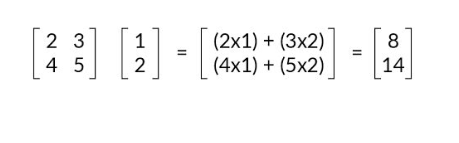 [2 3] [1] = [(2x1) + (3x2)] = [8]
[4 5] [2] [(4x1) + (5x2)] [14]